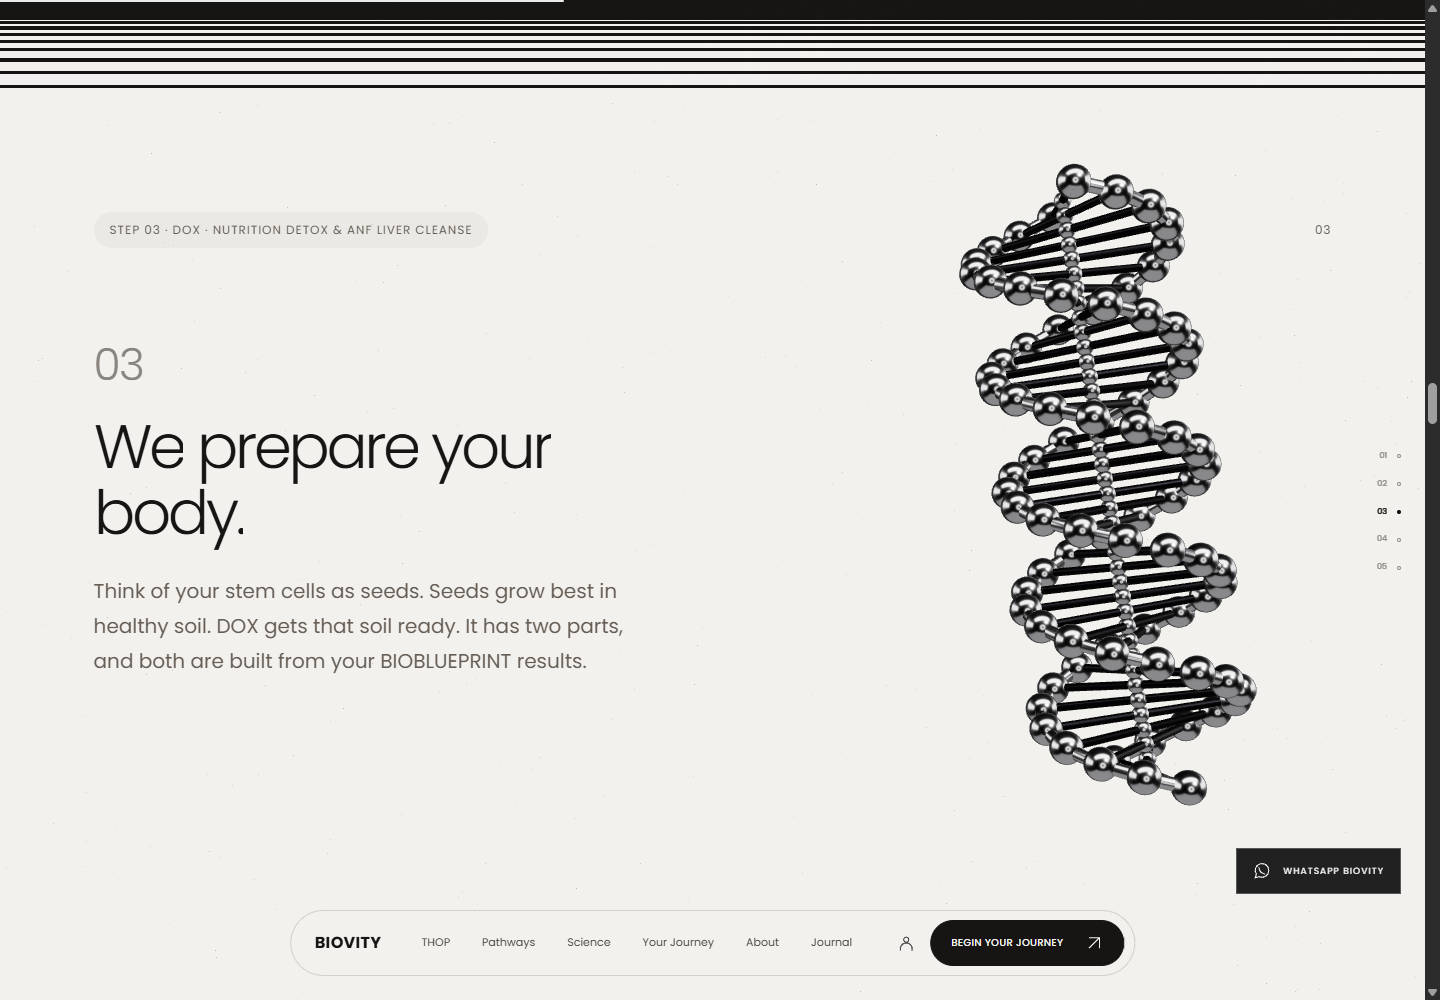 STEP 03 · DOX · NUTRITION DETOX & ANF LIVER CLEANSE
03
03
We prepare your
body.
Think of your stem cells as seeds. Seeds grow best in
healthy soil. DOX gets that soil ready. It has two parts,
and both are built from your BIOBLUEPRINT results.
01
02
03
04
05
WHATSAPP BIOVITY
BIOVITY THOP Pathways Science Your Journey About Journal BEGIN YOUR JOURNEY